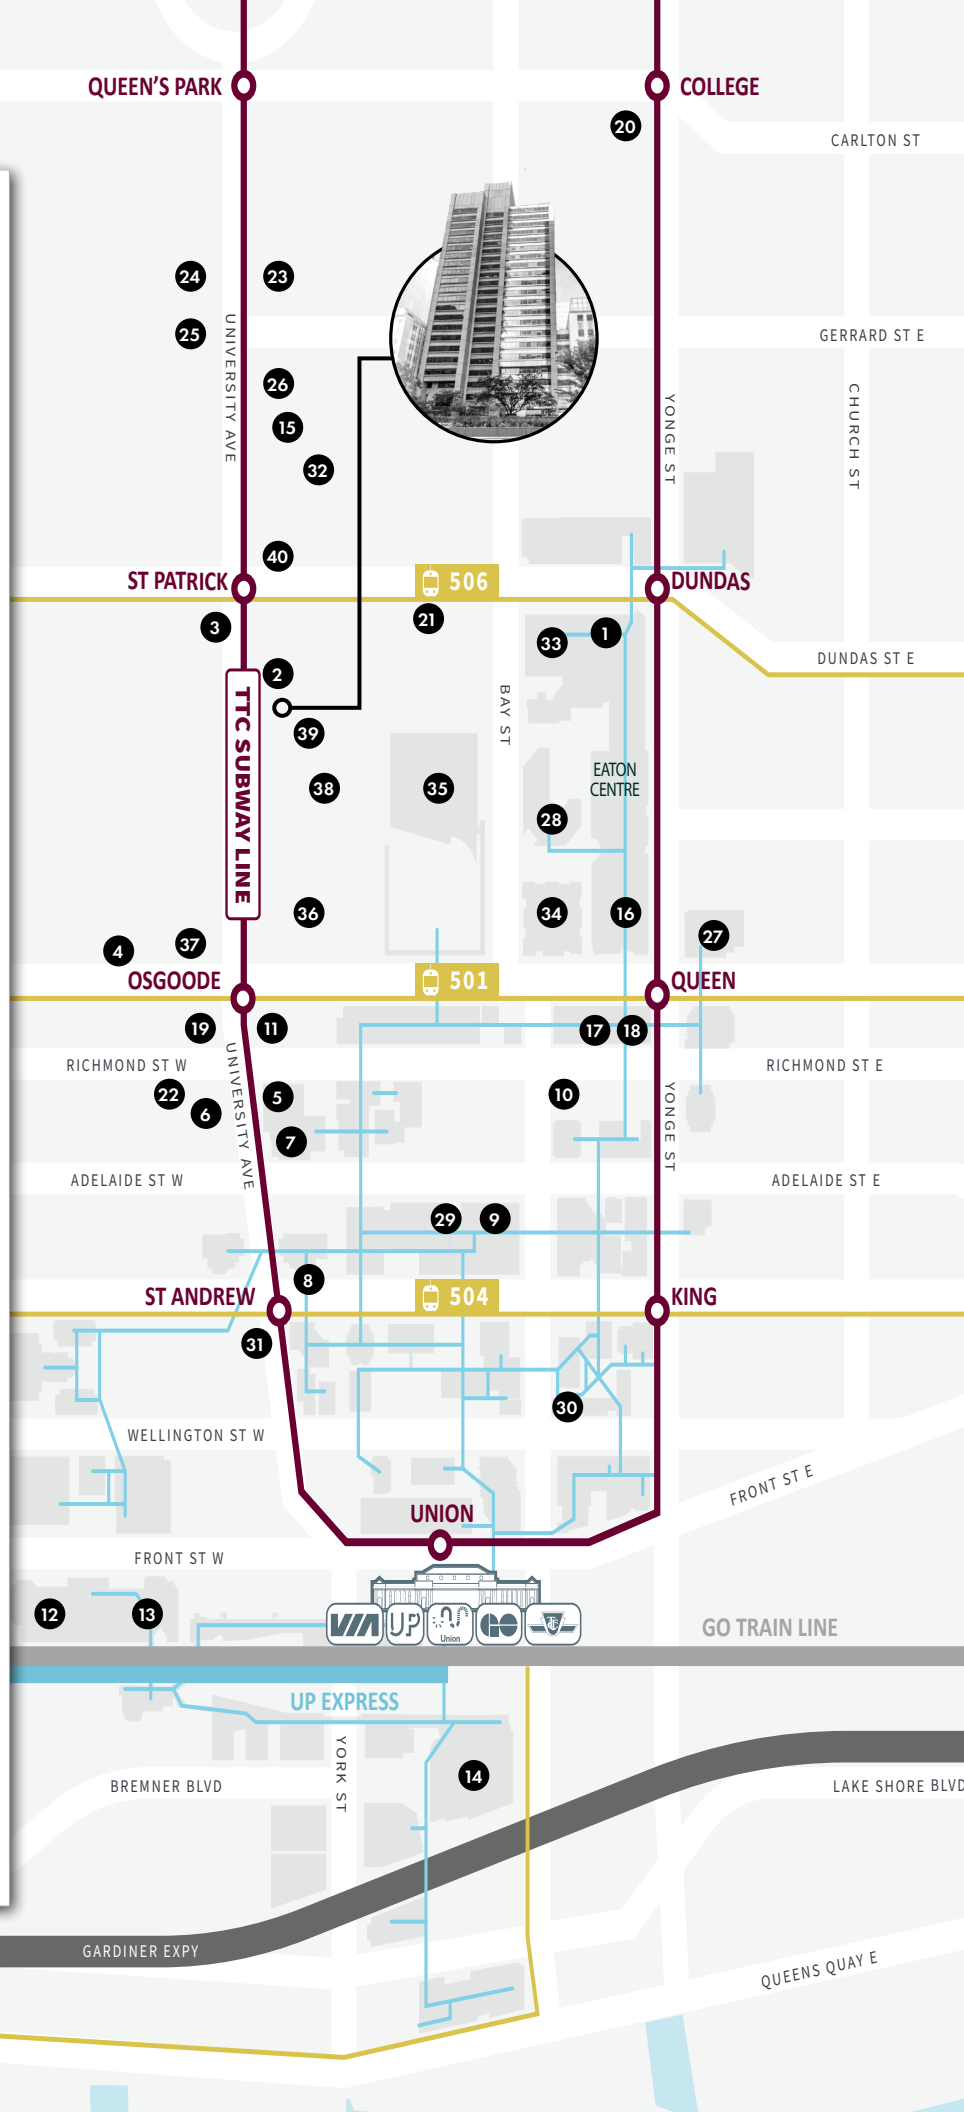 QUEEN'S PARK
COLLEGE
20
CARLTON ST
24
23
UNIVERSITY AVE
25
GERRARD ST E
26
YONGE ST
CHURCH ST
15
32
40
ST PATRICK
506
DUNDAS
3
21
33
1
DUNDAS ST E
2
TTC SUBWAY LINE
BAY ST
39
EATON
CENTRE
38
35
28
36
34
16
37
4
27
OSGOODE
501
QUEEN
19
11
17
18
RICHMOND ST W
UNIVERSITY AVE
RICHMOND ST E
22
5
10
YONGE ST
6
7
ADELAIDE ST W
ADELAIDE ST E
29
9
8
ST ANDREW
504
KING
31
30
WELLINGTON ST W
FRONT ST E
UNION
FRONT ST W
12
13
VIA
UP
Union
GO
TTC
GO TRAIN LINE
UP EXPRESS
YORK ST
14
BREMNER BLVD
LAKE SHORE BLVD
GARDINER EXPY
QUEENS QUAY E